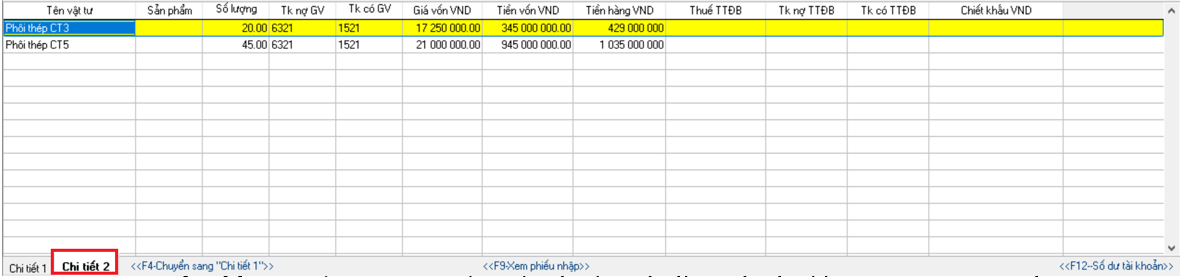 Tên vật tư Sản phẩm Số lượng Tk nợ GV Tk có GV Giá vốn VND Tiền vốn VND Tiền hàng VND Thuế TTĐB Tk nợ TTĐB Tk có TTĐB Chiết khấu VND
Phôi thép CT3 20.00 6321 1521 17 250 000.00 345 000 000.00 429 000 000
Phôi thép CT5 45.00 6321 1521 21 000 000.00 945 000 000.00 1 035 000 000
Chi tiết 1 Chi tiết 2 <<F4-Chuyển sang "Chi tiết 1">> <<F9-Xem phiếu nhập>> <<F12--Số dư tài khoản>>